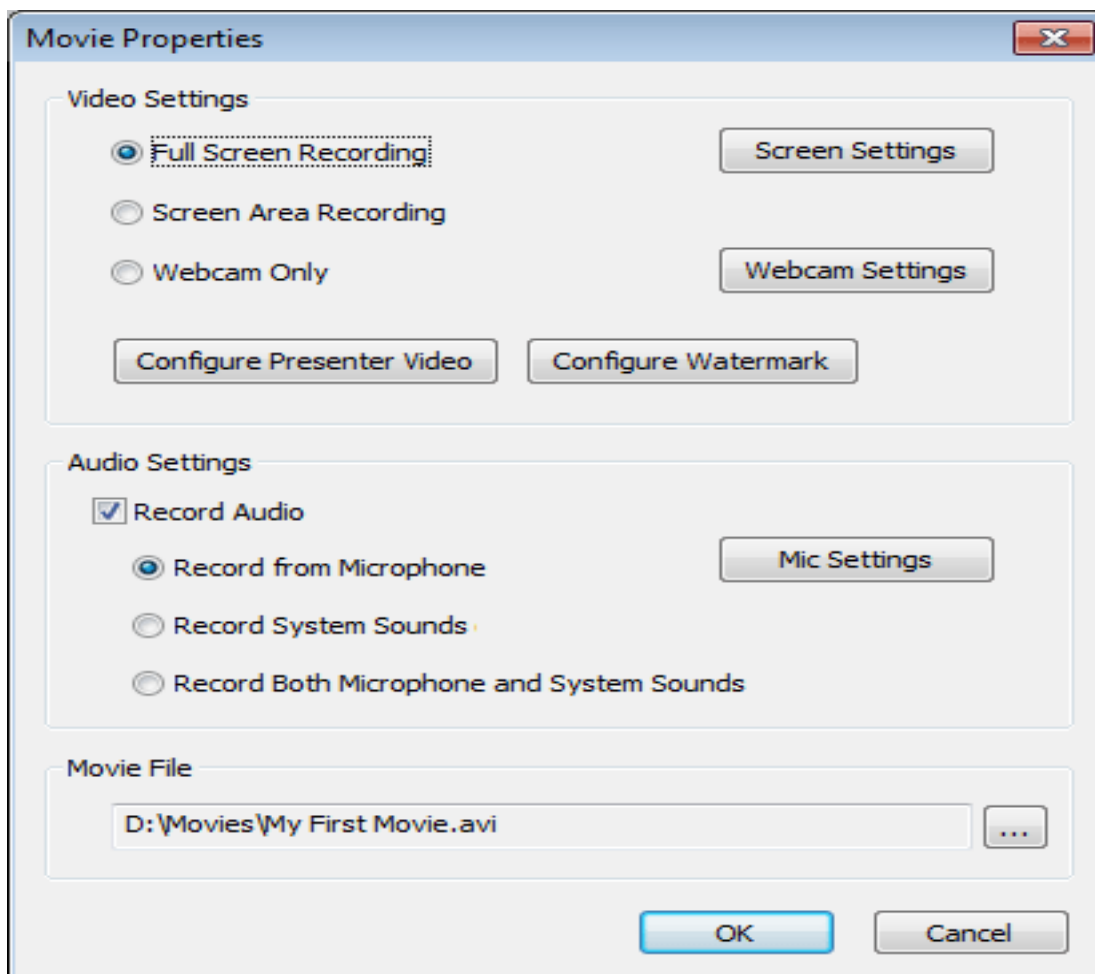 Movie Properties
Video Settings
Full Screen Recording
Screen Settings
Screen Area Recording
Webcam Only
Webcam Settings
Configure Presenter Video
Configure Watermark
Audio Settings
Record Audio
Record from Microphone
Mic Settings
Record System Sounds
Record Both Microphone and System Sounds
Movie File
D:\Movies\My First Movie.avi
...
OK
Cancel